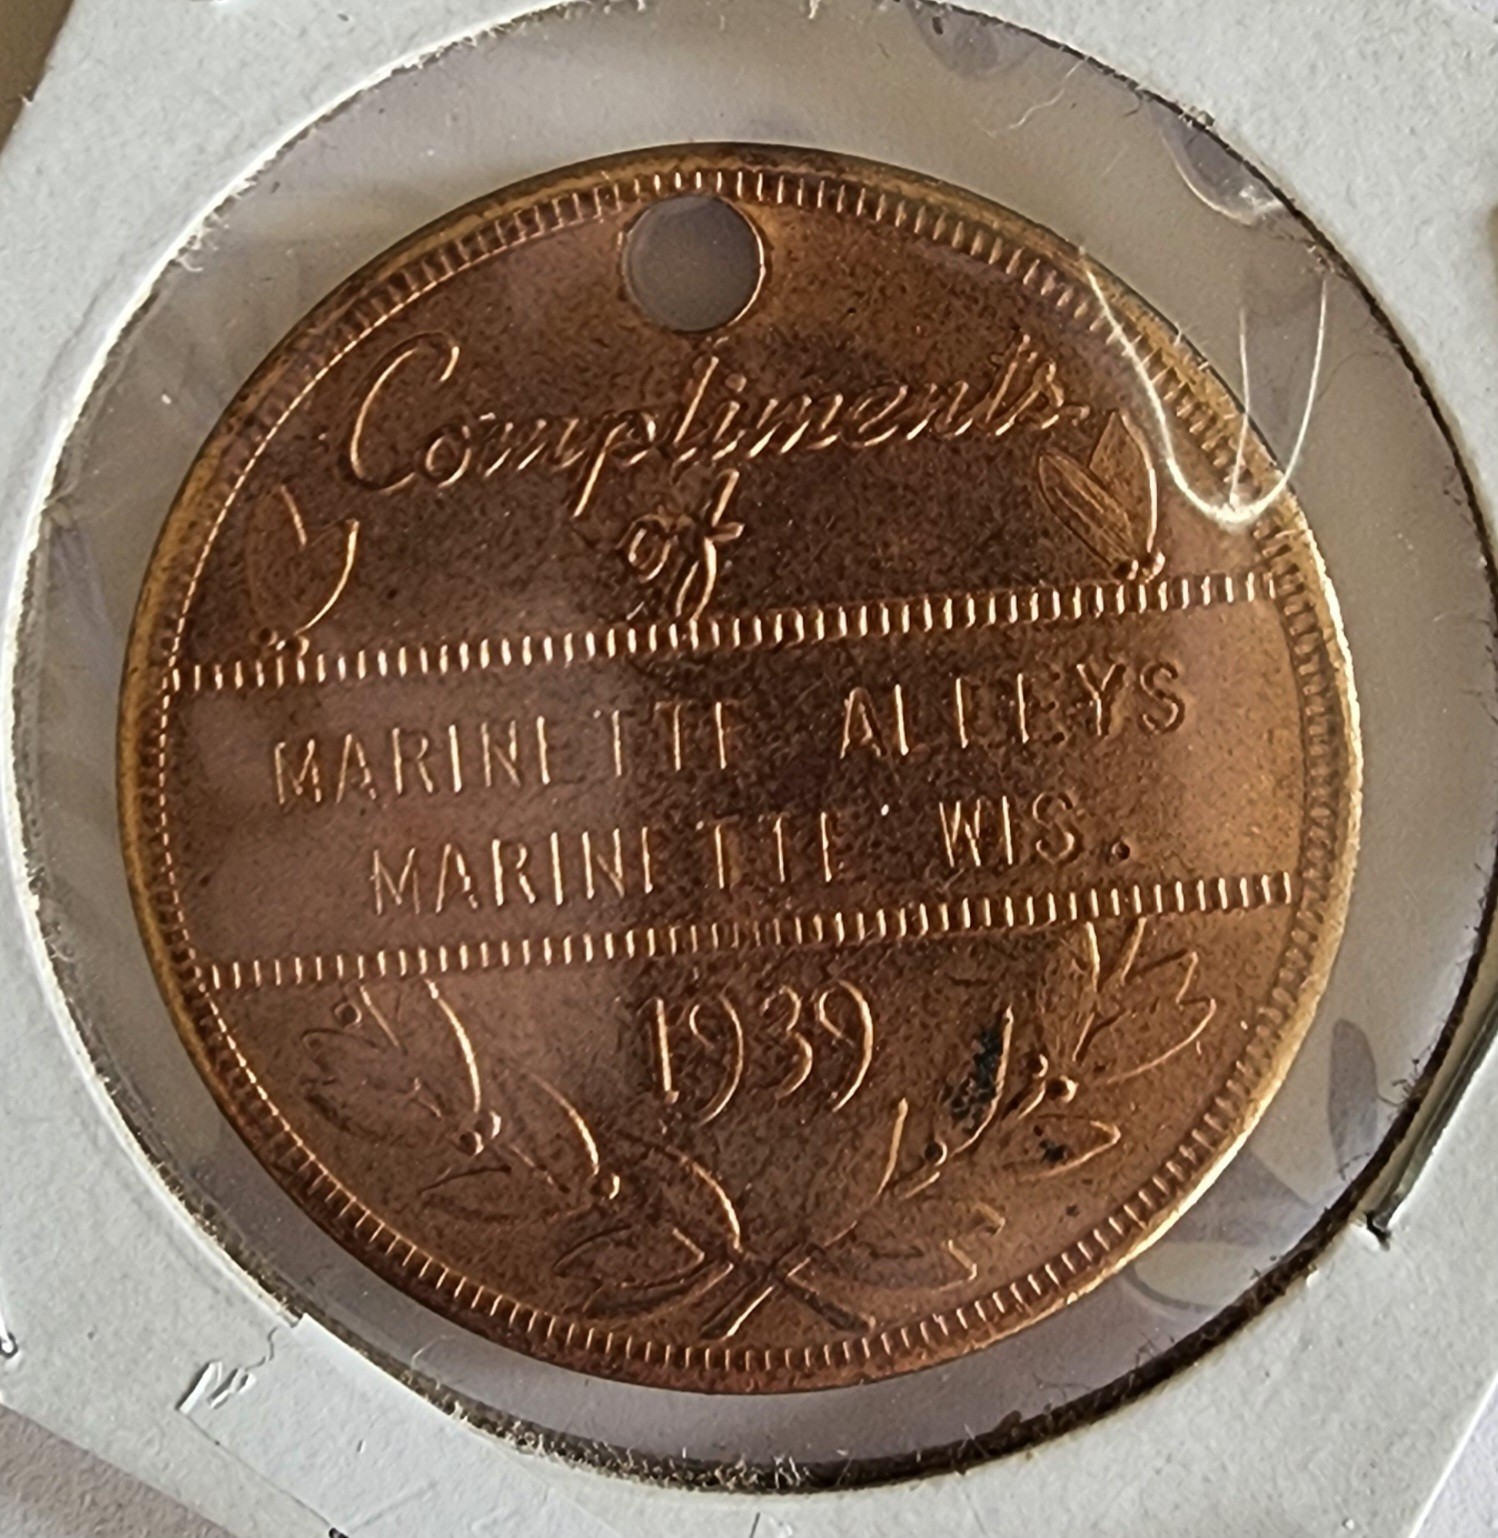 Compliments
of
MARINETTE ALLEYS
MARINETTE WIS.
1939